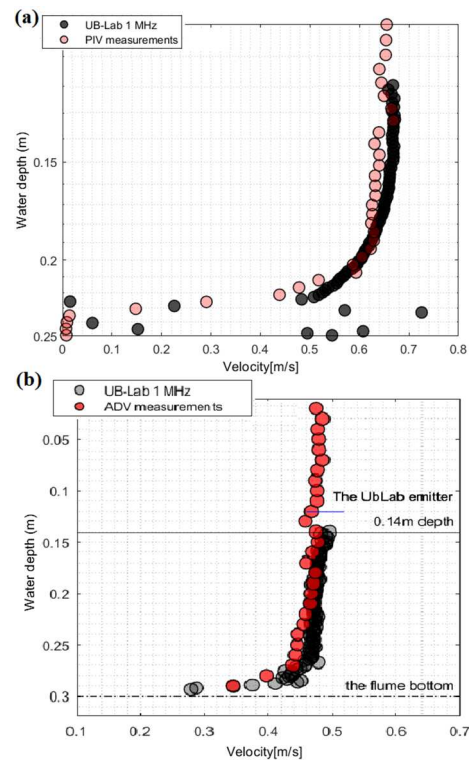 (a)
UB-Lab 1 MHz
PIV measurements
Water depth (m)
0.15
0.2
0.25
0 0.1 0.2 0.3 0.4 0.5 0.6 0.7 0.8
Velocity[m/s]
(b)
UB-Lab 1 MHz
ADV measurements
Water depth (m)
0.05
0.1
The UbLab emitter
0.14m depth
0.15
0.2
0.25
the flume bottom
0.3
0.1 0.2 0.3 0.4 0.5 0.6 0.7
Velocity[m/s]